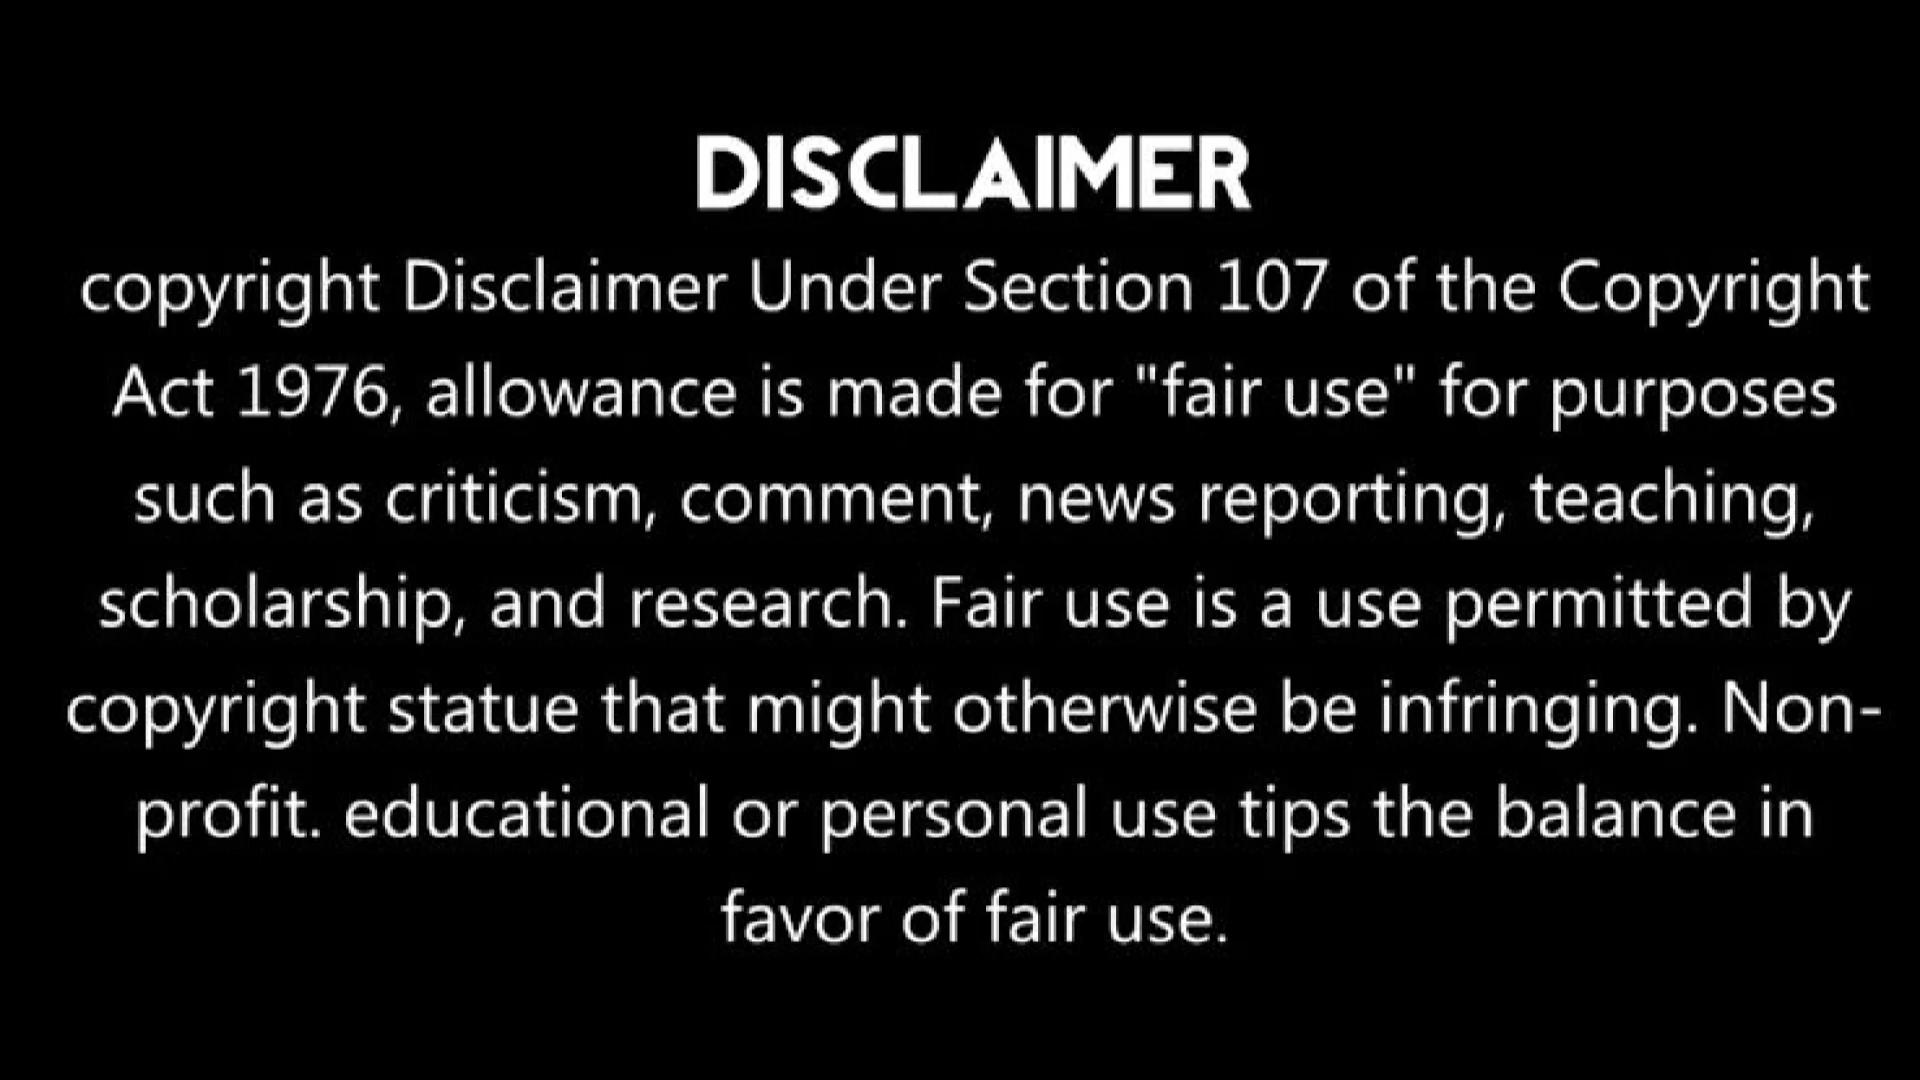 DISCLAIMER
copyright Disclaimer Under Section 107 of the Copyright
Act 1976, allowance is made for "fair use" for purposes
such as criticism, comment, news reporting, teaching,
scholarship, and research. Fair use is a use permitted by
copyright statue that might otherwise be infringing. Non-
profit. educational or personal use tips the balance in
favor of fair use.